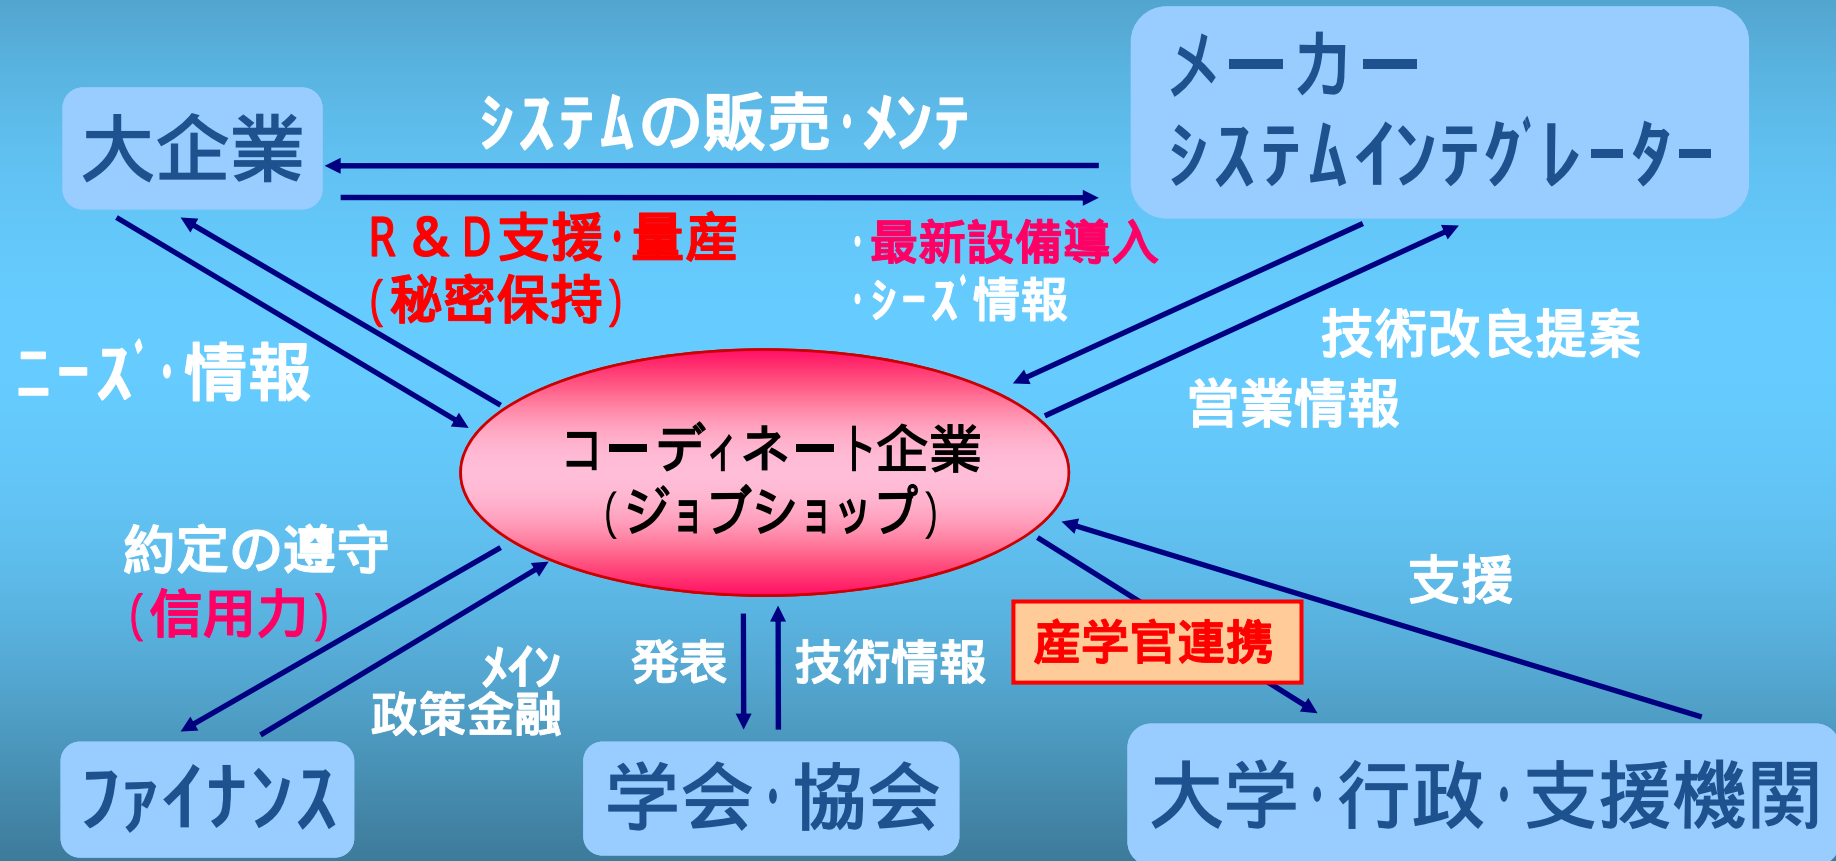 メーカー
システムインテグレーター
大企業
システムの販売・メンテ
R＆D支援・量産
(秘密保持)
・最新設備導入
・シーズ情報
技術改良提案
営業情報
ニーズ・情報
コーディネート企業
(ジョブショップ)
約定の遵守
(信用力)
メイン
政策金融
発表
技術情報
産学官連携
支援
ファイナンス
学会・協会
大学・行政・支援機関